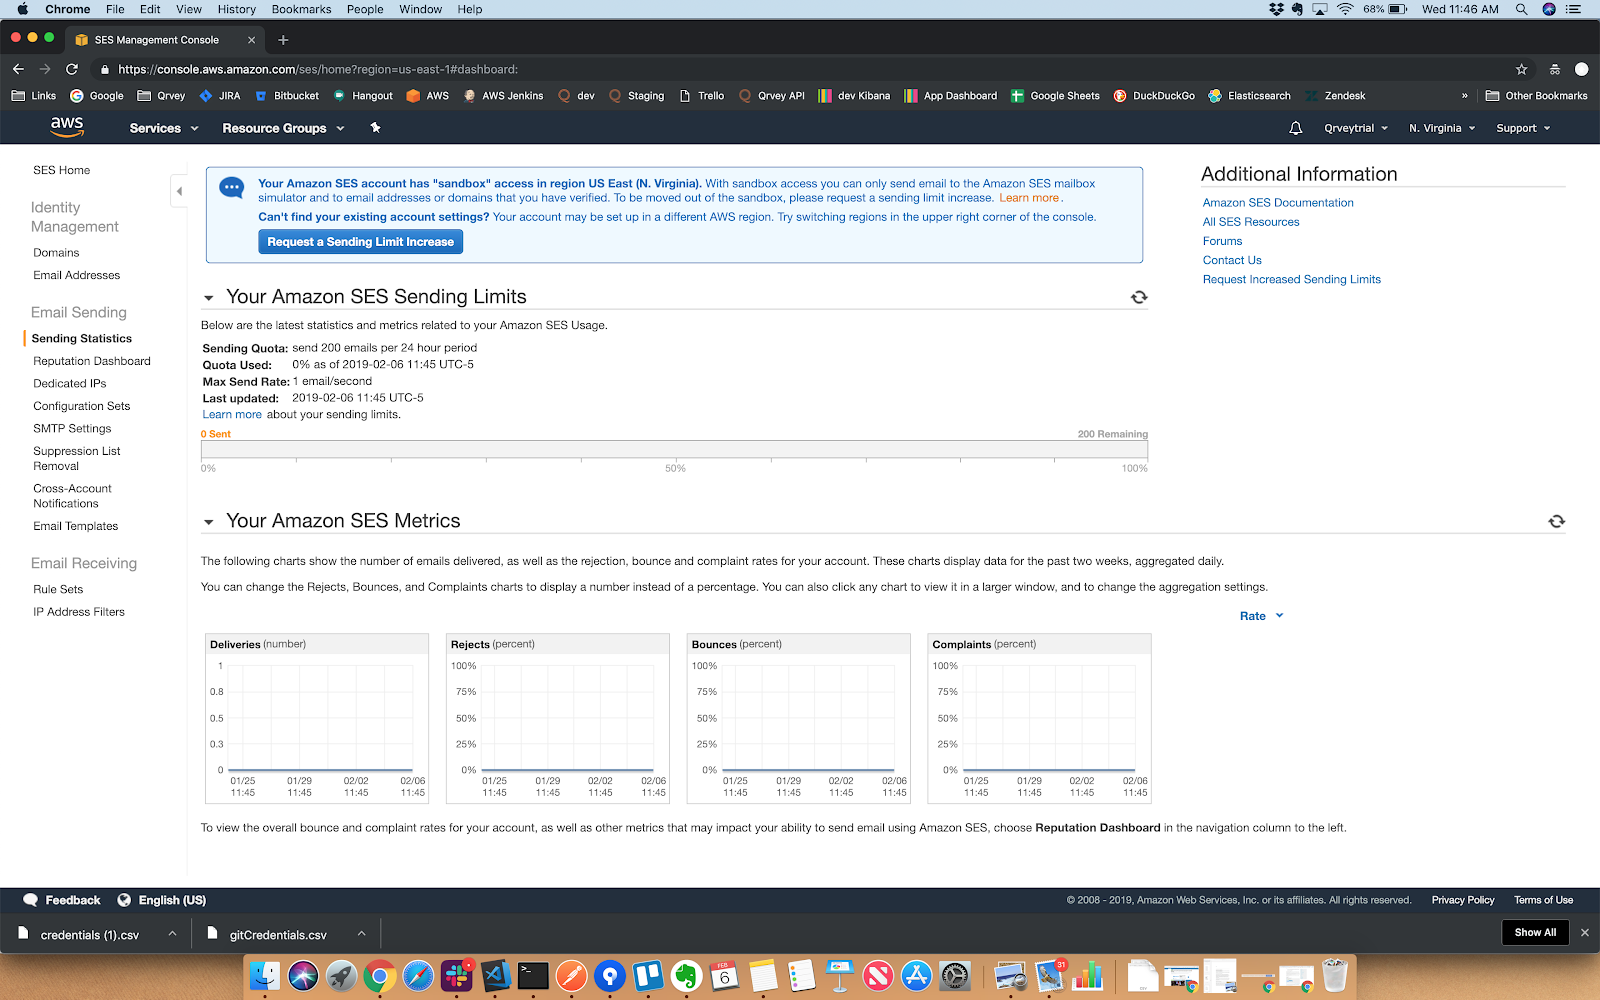 Chrome File Edit View History Bookmarks People Window Help 68% Wed 11:46 AM
SES Management Console
https://console.aws.amazon.com/ses/home?region=us-east-1#dashboard:
Links Google Qrvey JIRA Bitbucket Hangout AWS AWS Jenkins dev Staging Trello Qrvey API dev Kibana App Dashboard Google Sheets DuckDuckGo Elasticsearch Zendesk » Other Bookmarks
aws Services Resource Groups Qrveytrial N. Virginia Support
SES Home
Identity
Management
Domains
Email Addresses
Email Sending
Sending Statistics
Reputation Dashboard
Dedicated IPs
Configuration Sets
SMTP Settings
Suppression List
Removal
Cross-Account
Notifications
Email Templates
Email Receiving
Rule Sets
IP Address Filters
Your Amazon SES account has "sandbox" access in region US East (N. Virginia). With sandbox access you can only send email to the Amazon SES mailbox
simulator and to email addresses or domains that you have verified. To be moved out of the sandbox, please request a sending limit increase. Learn more.
Can't find your existing account settings? Your account may be set up in a different AWS region. Try switching regions in the upper right corner of the console.
Request a Sending Limit Increase
Your Amazon SES Sending Limits
Below are the latest statistics and metrics related to your Amazon SES Usage.
Sending Quota: send 200 emails per 24 hour period
Quota Used: 0% as of 2019-02-06 11:45 UTC-5
Max Send Rate: 1 email/second
Last updated: 2019-02-06 11:45 UTC-5
Learn more about your sending limits.
0 Sent 200 Remaining
0% 50% 100%
Your Amazon SES Metrics
The following charts show the number of emails delivered, as well as the rejection, bounce and complaint rates for your account. These charts display data for the past two weeks, aggregated daily.
You can change the Rejects, Bounces, and Complaints charts to display a number instead of a percentage. You can also click any chart to view it in a larger window, and to change the aggregation settings.
Rate
Deliveries (number)
1
0.8
0.5
0.3
0
01/25 01/29 02/02 02/06
11:45 11:45 11:45 11:45
Rejects (percent)
100%
75%
50%
25%
0%
01/25 01/29 02/02 02/06
11:45 11:45 11:45 11:45
Bounces (percent)
100%
75%
50%
25%
0%
01/25 01/29 02/02 02/06
11:45 11:45 11:45 11:45
Complaints (percent)
100%
75%
50%
25%
0%
01/25 01/29 02/02 02/06
11:45 11:45 11:45 11:45
To view the overall bounce and complaint rates for your account, as well as other metrics that may impact your ability to send email using Amazon SES, choose Reputation Dashboard in the navigation column to the left.
Additional Information
Amazon SES Documentation
All SES Resources
Forums
Contact Us
Request Increased Sending Limits
Feedback English (US) © 2008 - 2019, Amazon Web Services, Inc. or its affiliates. All rights reserved. Privacy Policy Terms of Use
credentials (1).csv gitCredentials.csv Show All
FEB
6
31